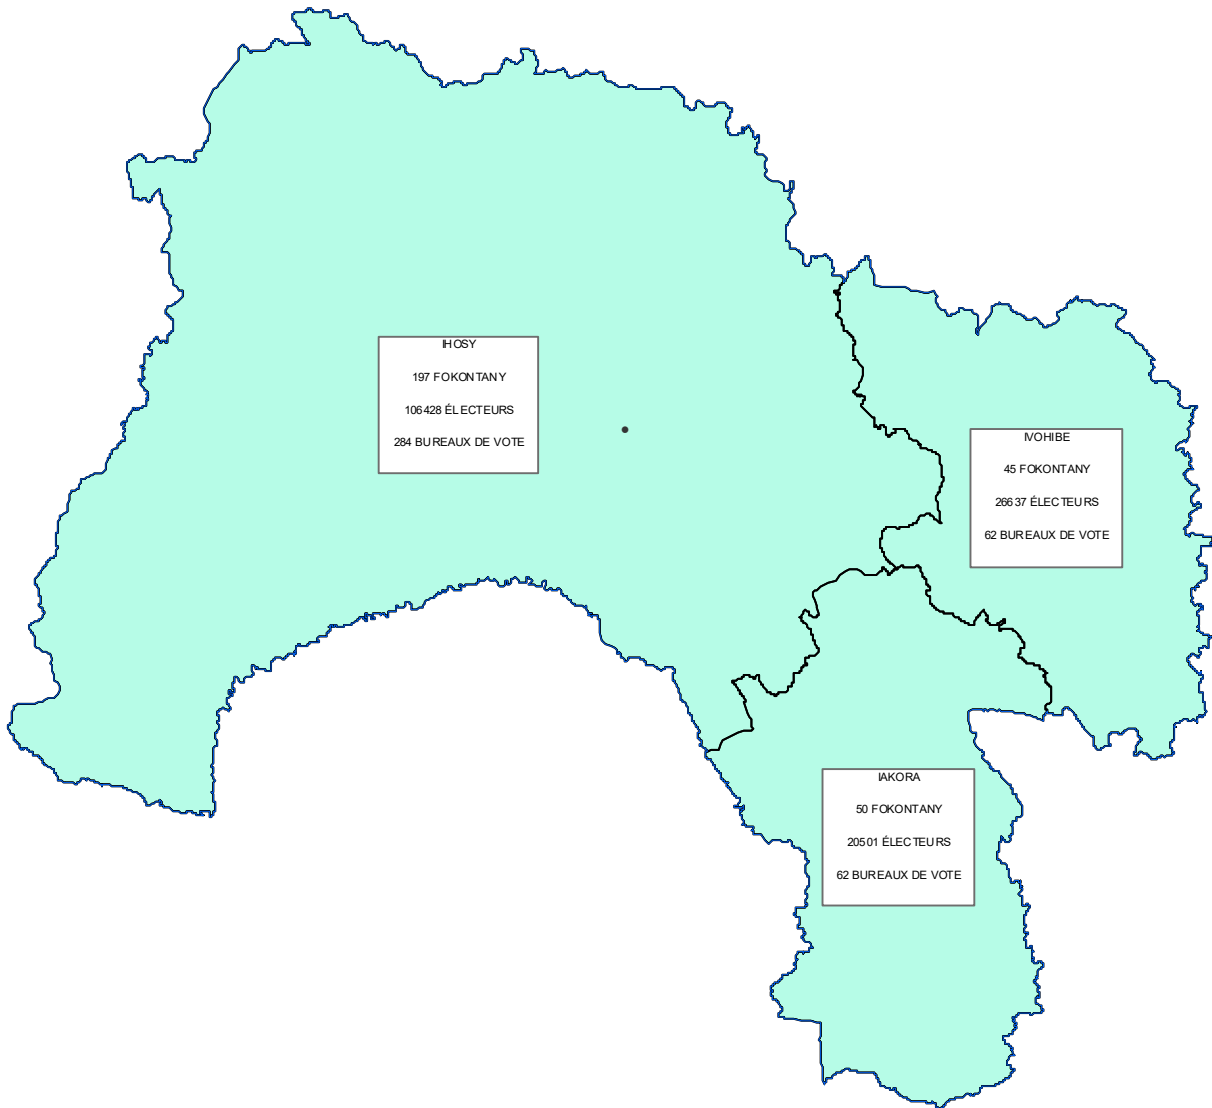 IHOSY
197 FOKONTANY
106428 ÉLECTEURS
284 BUREAUX DE VOTE
IVOHIBE
45 FOKONTANY
26637 ÉLECTEURS
62 BUREAUX DE VOTE
IAKORA
50 FOKONTANY
20501 ÉLECTEURS
62 BUREAUX DE VOTE